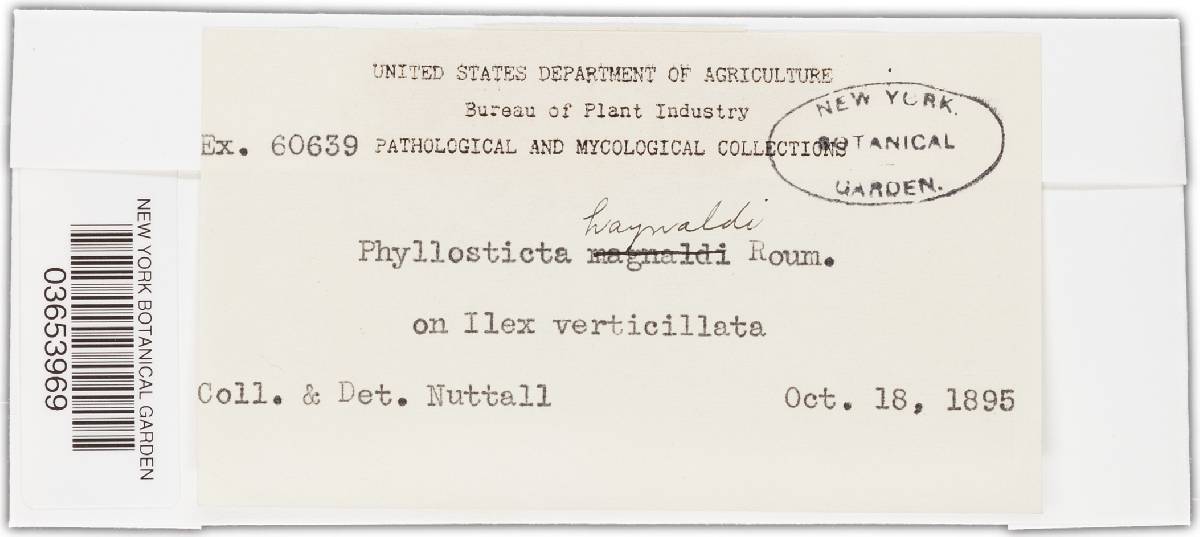 UNITED STATES DEPARTMENT OF AGRICULTURE
Bureau of Plant Industry
Ex. 60639 PATHOLOGICAL AND MYCOLOGICAL COLLECTIONS
NEW YORK
BOTANICAL
GARDEN.
haynaldi
Phyllosticta magnaldi Roum.
on Ilex verticillata
Coll. & Det. Nuttall Oct. 18, 1895
NEW YORK BOTANICAL GARDEN
03653969